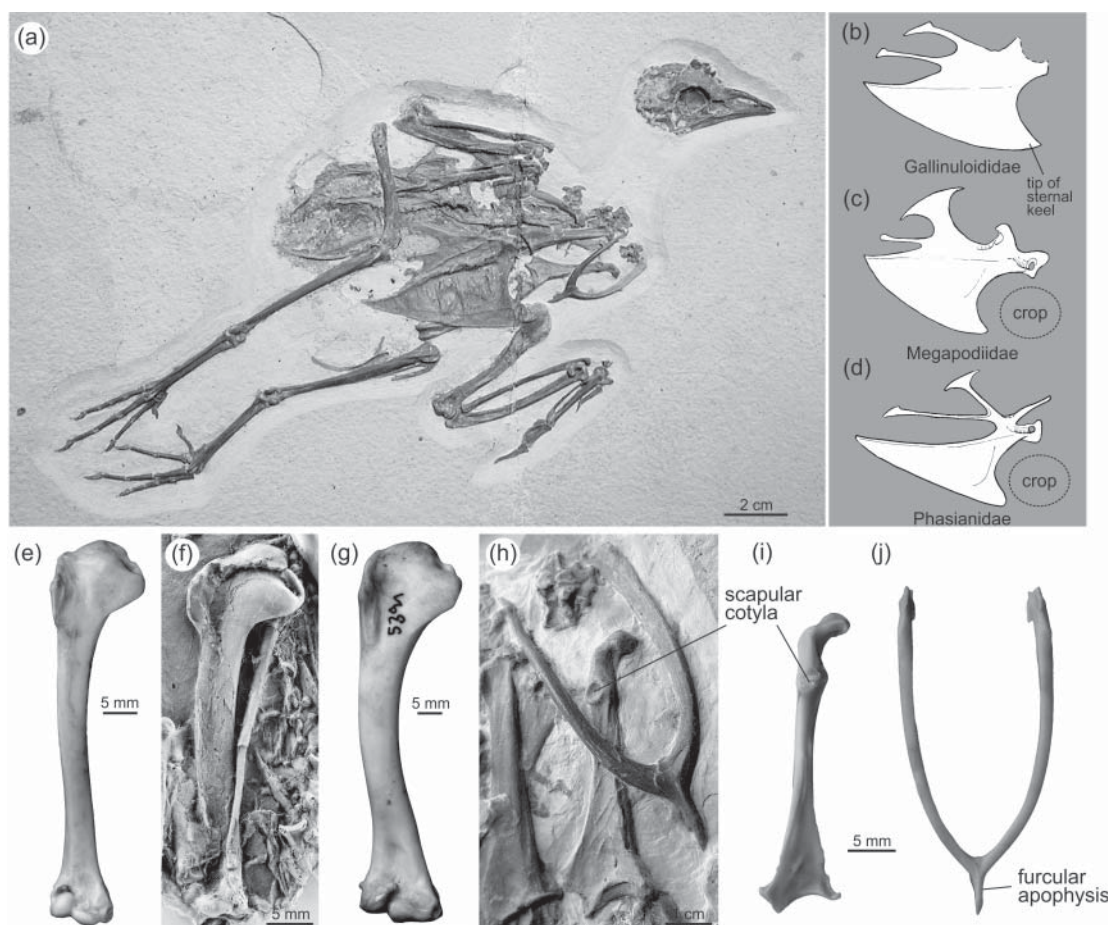 (a)
2 cm
(b)
Gallinuloididae
tip of
sternal
keel
(c)
crop
Megapodiidae
(d)
crop
Phasianidae
(e)
5 mm
(f)
5 mm
(g)
5 mm
(h)
1 cm
scapular
cotyla
(i)
5 mm
(j)
furcular
apophysis